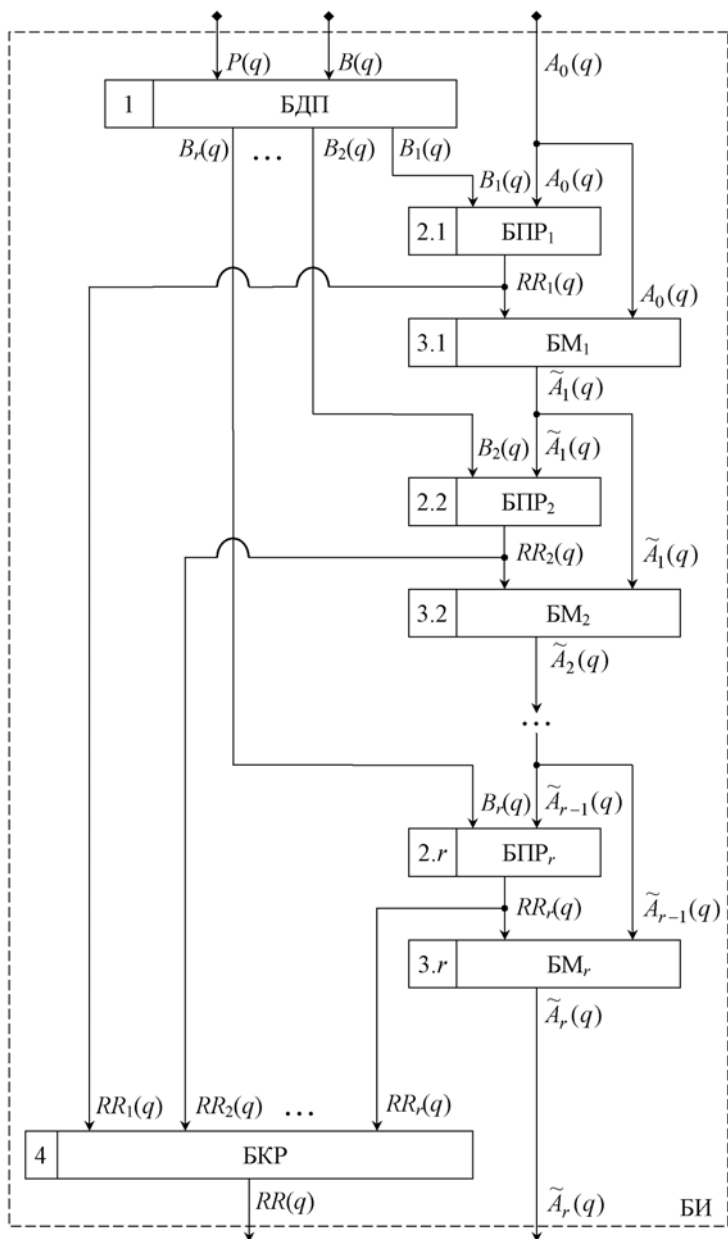 P(q) B(q) A₀(q)
1 БДП
Bᵣ(q) ... B₂(q) B₁(q)
B₁(q) A₀(q)
2.1 БПР₁
RR₁(q) A₀(q)
3.1 БМ₁
Ã₁(q)
B₂(q) Ã₁(q)
2.2 БПР₂
RR₂(q) Ã₁(q)
3.2 БМ₂
Ã₂(q)
...
Bᵣ(q) Ãᵣ₋₁(q)
2.r БПРᵣ
RRᵣ(q) Ãᵣ₋₁(q)
3.r БМᵣ
Ãᵣ(q)
RR₁(q) RR₂(q) ... RRᵣ(q)
4 БКР
RR(q) Ãᵣ(q) БИ